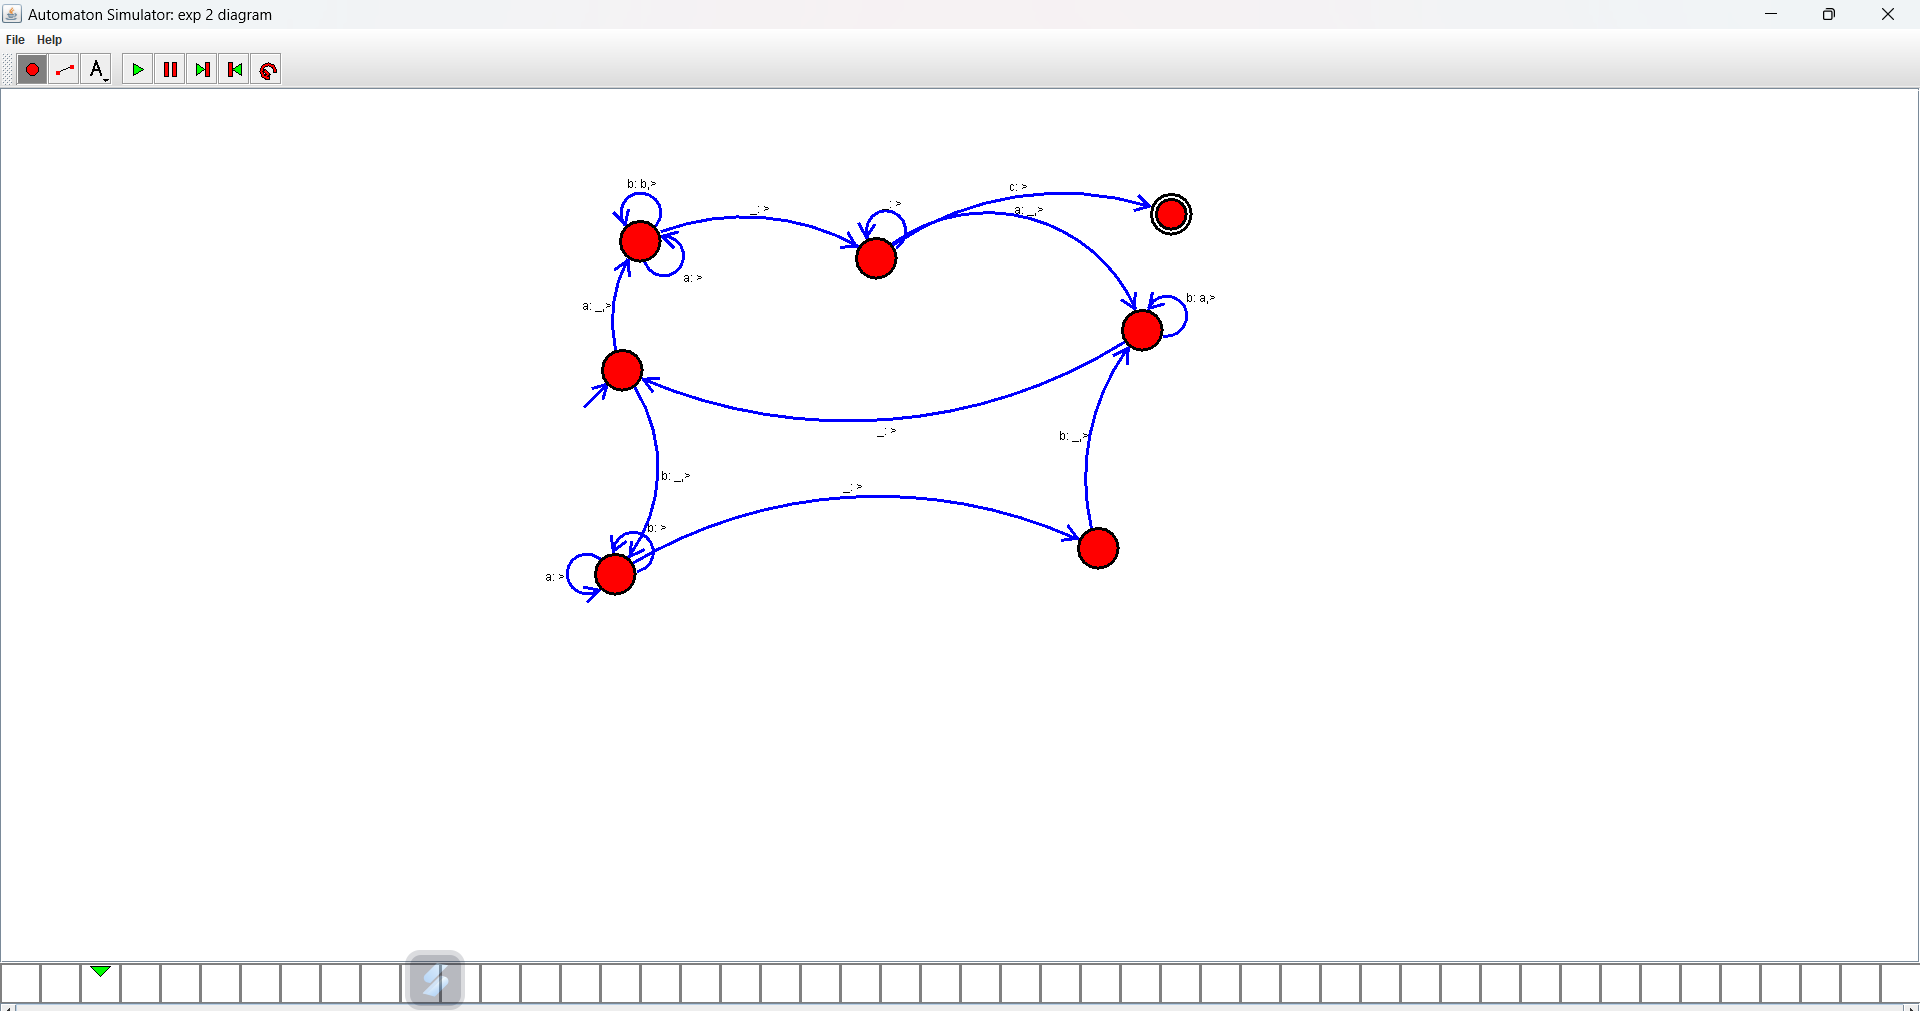 Automaton Simulator: exp 2 diagram
File Help
A
b: b,>
c: >
_: >
: >
a: _,>
a: >
b: a,>
a: _,>
_: >
b: _,>
b: _,>
_: >
b: >
a: >